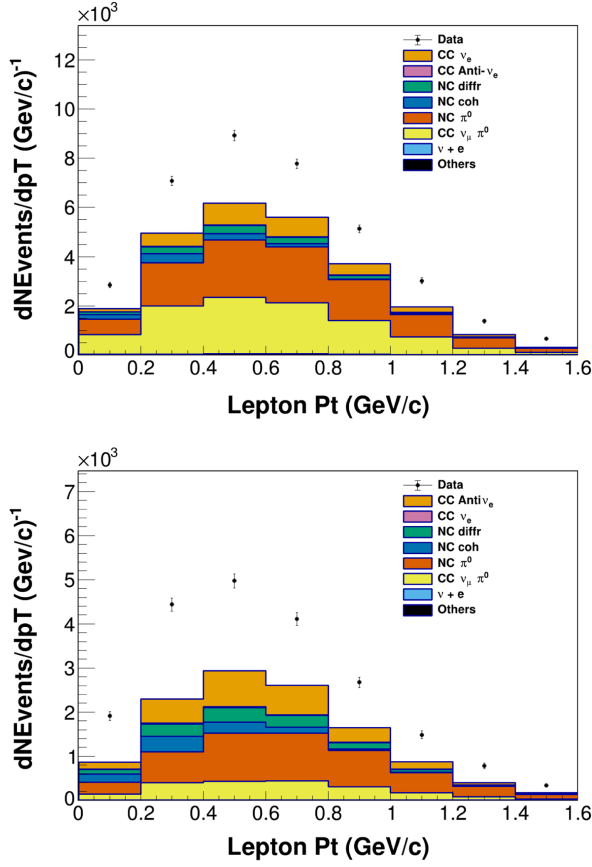 ×10³
dNEvents/dpT (Gev/c)⁻¹
12
10
8
6
4
2
0
Data
CC νe
CC Anti-νe
NC diffr
NC coh
NC π⁰
CC νμ π⁰
ν + e
Others
0 0.2 0.4 0.6 0.8 1.0 1.2 1.4 1.6
Lepton Pt (GeV/c)
×10³
dNEvents/dpT (Gev/c)⁻¹
7
6
5
4
3
2
1
0
Data
CC Anti νe
CC νe
NC diffr
NC coh
NC π⁰
CC νμ π⁰
ν + e
Others
0 0.2 0.4 0.6 0.8 1.0 1.2 1.4 1.6
Lepton Pt (GeV/c)